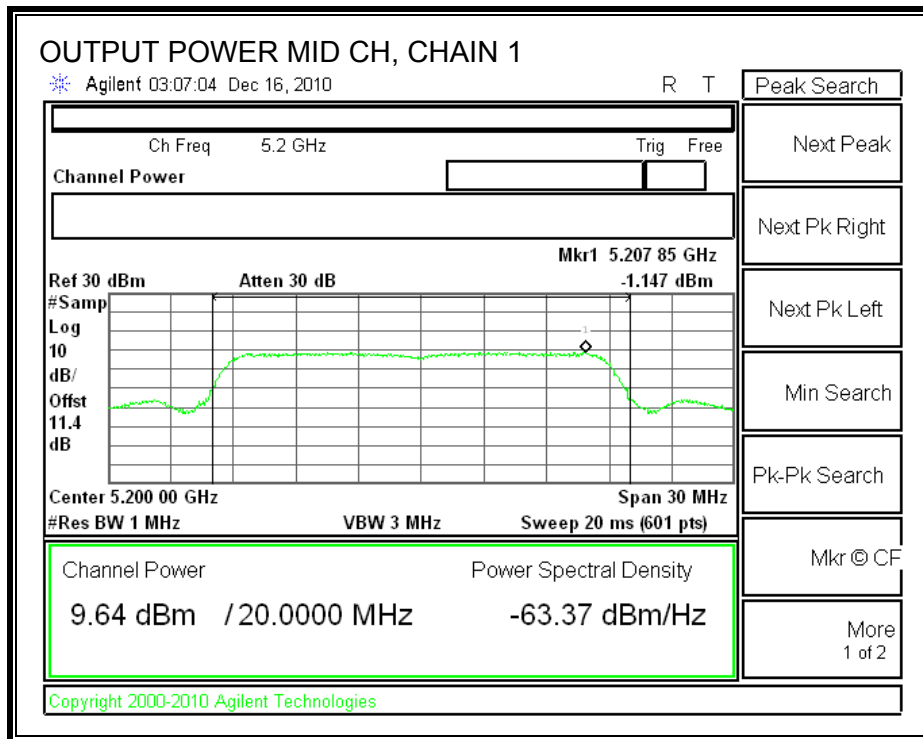 OUTPUT POWER MID CH, CHAIN 1
Agilent 03:07:04 Dec 16, 2010 R T
Peak Search
Ch Freq 5.2 GHz Trig Free
Channel Power
Mkr1 5.207 85 GHz
Ref 30 dBm Atten 30 dB -1.147 dBm
#Samp
Log
10
dB/
Offst
11.4
dB
1
Center 5.200 00 GHz Span 30 MHz
#Res BW 1 MHz VBW 3 MHz Sweep 20 ms (601 pts)
Channel Power Power Spectral Density
9.64 dBm / 20.0000 MHz -63.37 dBm/Hz
Copyright 2000-2010 Agilent Technologies
Next Peak
Next Pk Right
Next Pk Left
Min Search
Pk-Pk Search
Mkr © CF
More
1 of 2